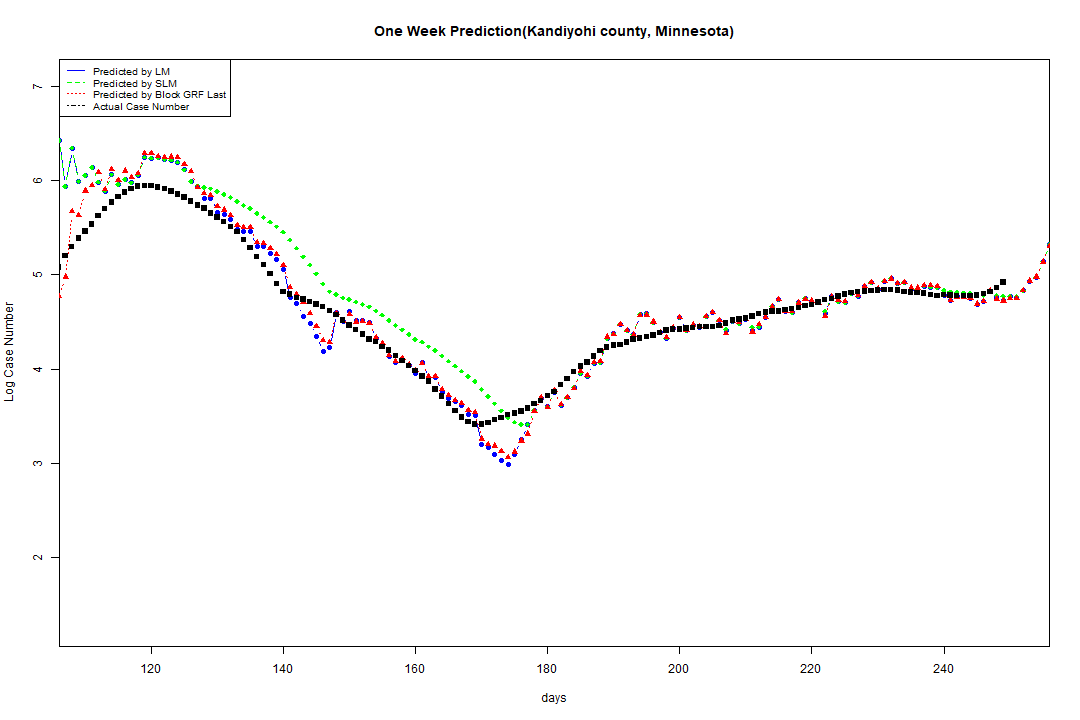 One Week Prediction(Kandiyohi county, Minnesota)
Predicted by LM
Predicted by SLM
Predicted by Block GRF Last
Actual Case Number
7
6
5
4
3
2
Log Case Number
120 140 160 180 200 220 240
days